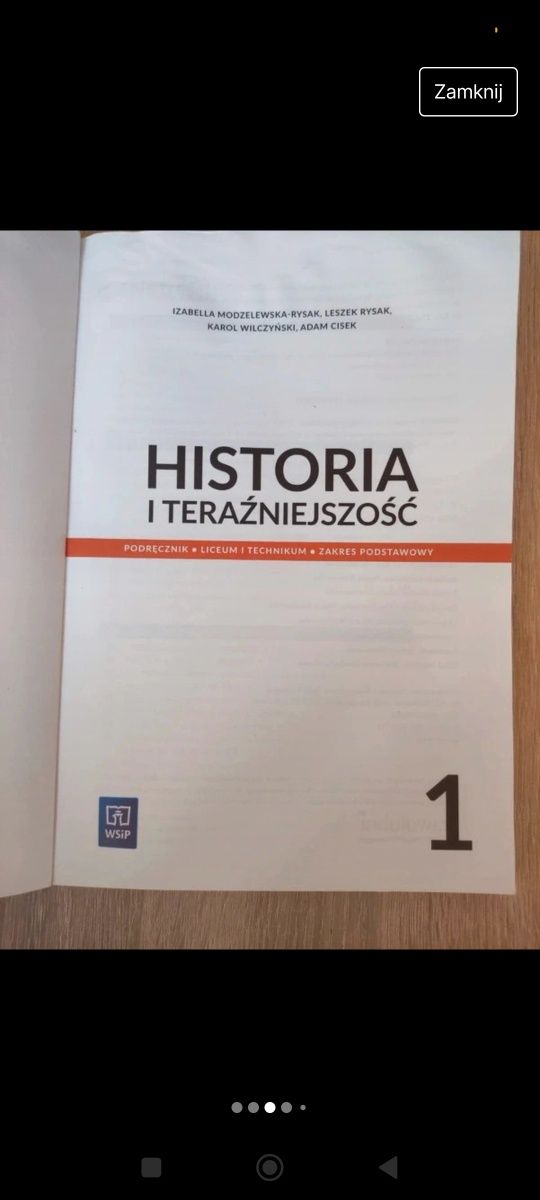 Zamknij
IZABELLA MODZELEWSKA-RYSAK, LESZEK RYSAK,
KAROL WILCZYŃSKI, ADAM CISEK
HISTORIA
I TERAŹNIEJSZOŚĆ
PODRĘCZNIK • LICEUM I TECHNIKUM • ZAKRES PODSTAWOWY
1
WSiP